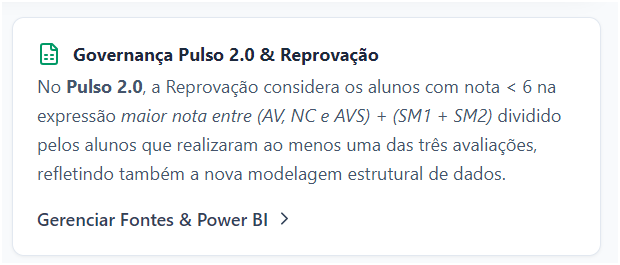 Governança Pulso 2.0 & Reprovação
No Pulso 2.0, a Reprovação considera os alunos com nota < 6 na
expressão maior nota entre (AV, NC e AVS) + (SM1 + SM2) dividido
pelos alunos que realizaram ao menos uma das três avaliações,
refletindo também a nova modelagem estrutural de dados.
Gerenciar Fontes & Power BI >